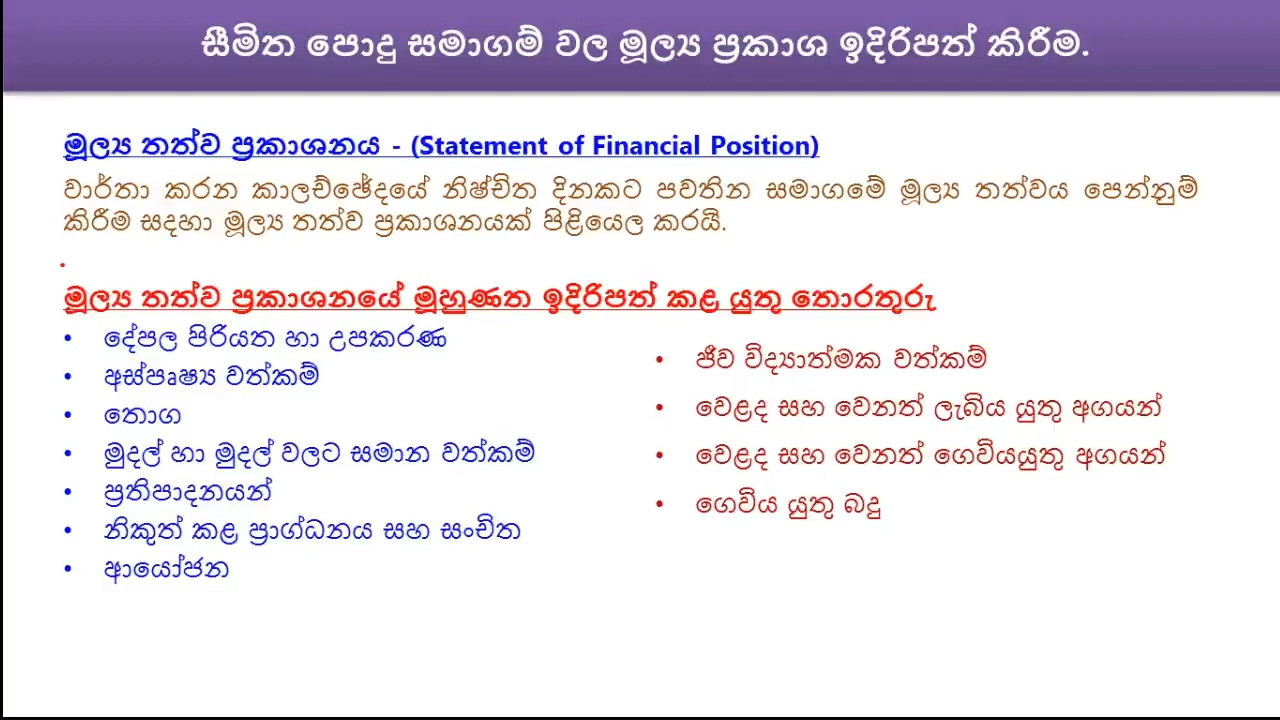 සීමිත පොදු සමාගම් වල මූල්‍ය ප්‍රකාශ ඉදිරිපත් කිරීම.
මූල්‍ය තත්ව ප්‍රකාශනය - (Statement of Financial Position)
වාර්තා කරන කාලච්ඡේදයේ නිෂ්චිත දිනකට පවතින සමාගමේ මූල්‍ය තත්වය පෙන්නුම්
කිරීම සදහා මූල්‍ය තත්ව ප්‍රකාශනයක් පිළියෙල කරයි.
.
මූල්‍ය තත්ව ප්‍රකාශනයේ මූහුණත ඉදිරිපත් කළ යුතු තොරතුරු
• දේපල පිරියත හා උපකරණ
• අස්පෘෂ්‍ය වත්කම්
• තොග
• මුදල් හා මුදල් වලට සමාන වත්කම්
• ප්‍රතිපාදනයන්
• නිකුත් කළ ප්‍රාග්ධනය සහ සංචිත
• ආයෝජන
• ජීව විද්‍යාත්මක වත්කම්
• වෙළද සහ වෙනත් ලැබිය යුතු අගයන්
• වෙළද සහ වෙනත් ගෙවියයුතු අගයන්
• ගෙවිය යුතු බදු